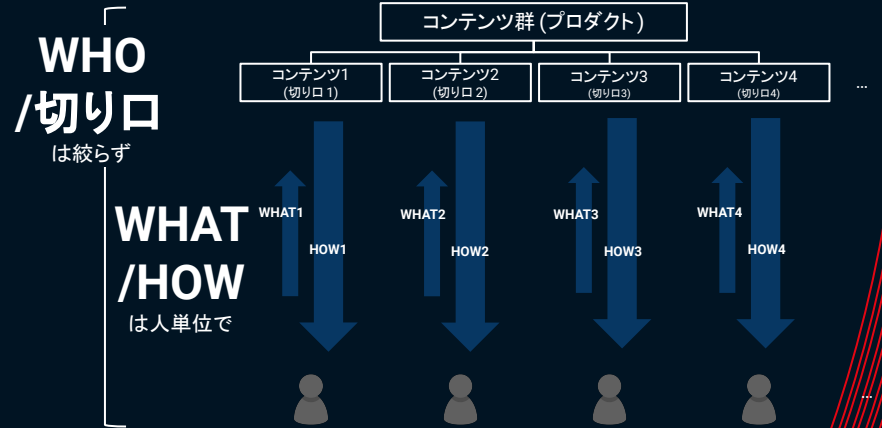 WHO
/切り口
は絞らず
WHAT
/HOW
は人単位で
コンテンツ群 (プロダクト)
コンテンツ1
(切り口 1)
コンテンツ2
(切り口 2)
コンテンツ3
(切り口3)
コンテンツ4
(切り口4)
...
WHAT1
HOW1
WHAT2
HOW2
WHAT3
HOW3
WHAT4
HOW4
...